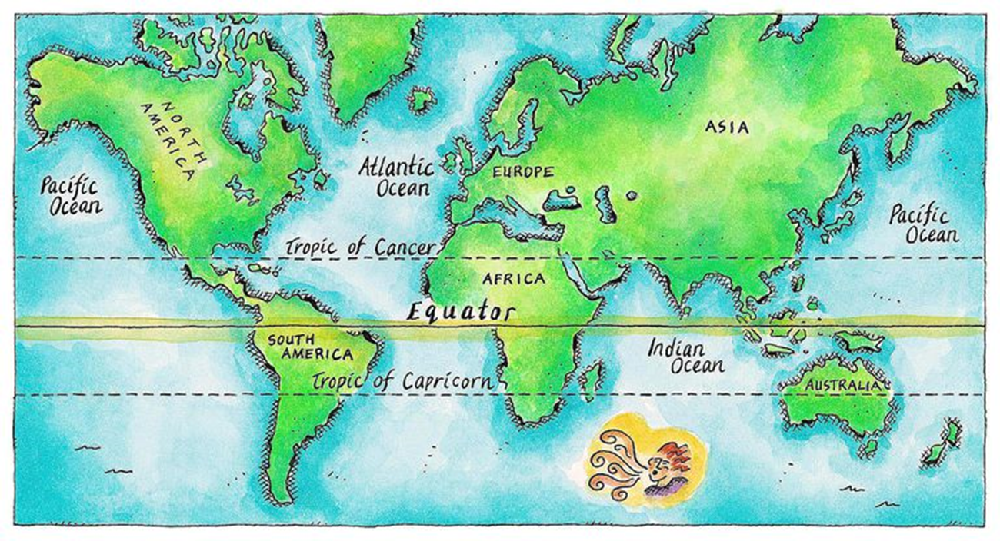 NORTH
AMERICA
ASIA
Atlantic
Ocean
EUROPE
Pacific
Ocean
Pacific
Ocean
Tropic of Cancer
AFRICA
Equator
SOUTH
AMERICA
Indian
Ocean
Tropic of Capricorn
AUSTRALIA